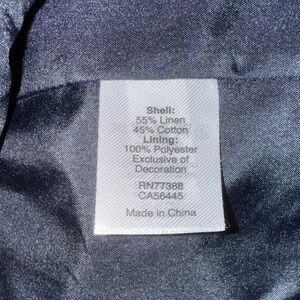 Shell:
55% Linen
45% Cotton
Lining:
100% Polyester
Exclusive of
Decoration
RN77388
CA56445
Made in China